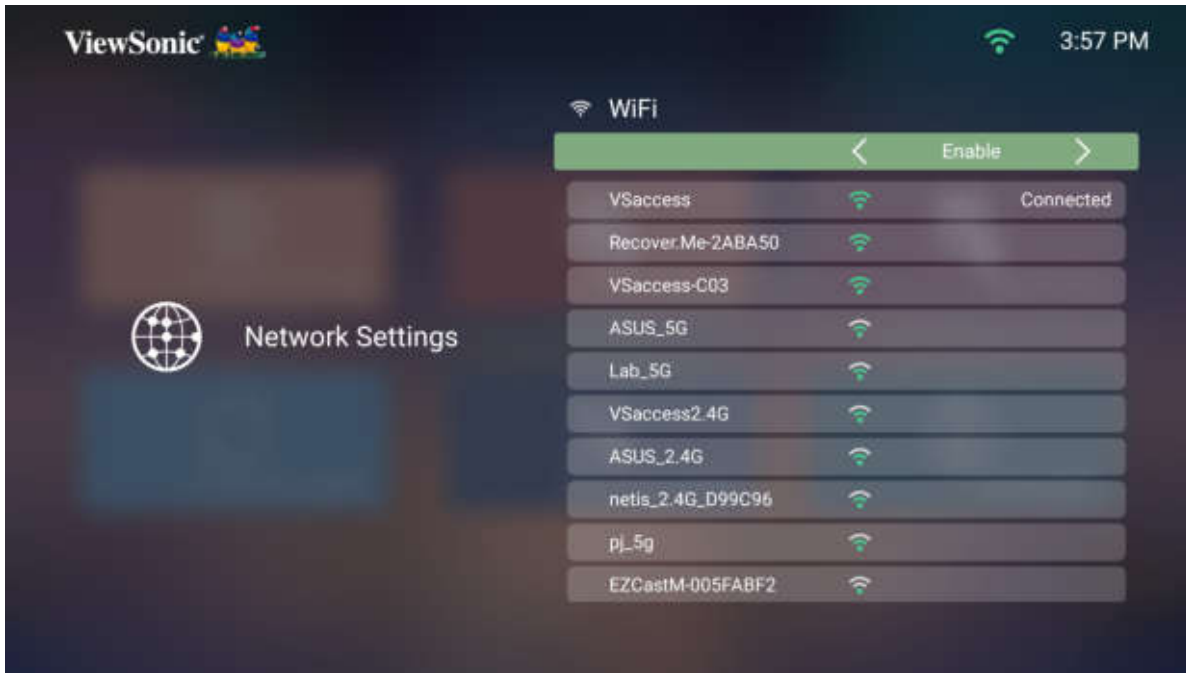 ViewSonic
3:57 PM
WiFi
Enable
VSaccess Connected
Recover.Me-2ABA50
VSaccess-C03
ASUS_5G
Network Settings
Lab_5G
VSaccess2.4G
ASUS_2.4G
netis_2.4G_D99C96
pj_5g
EZCastM-005FABF2